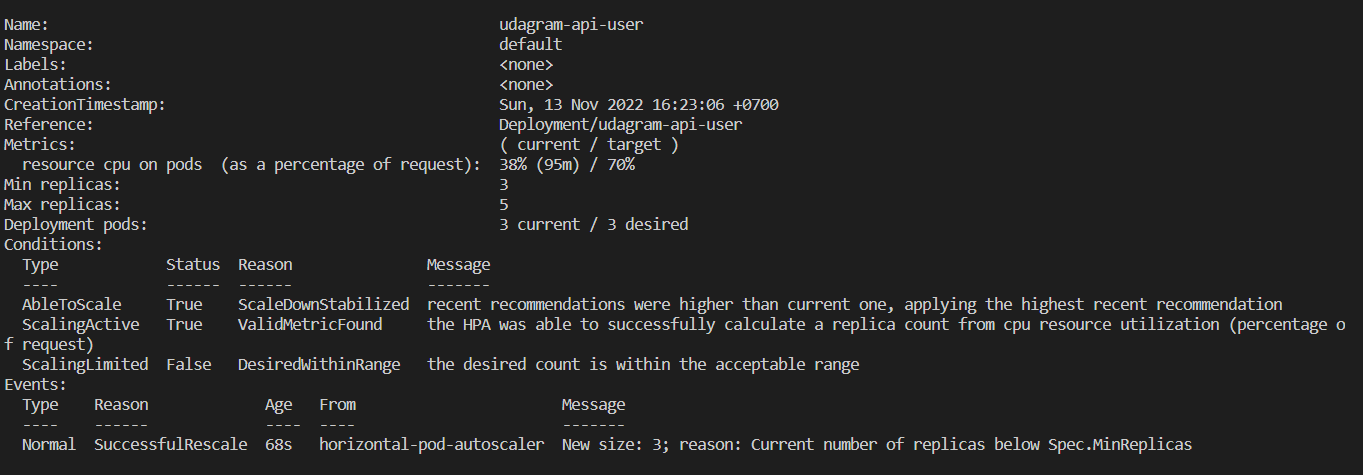 Name: udagram-api-user
Namespace: default
Labels: <none>
Annotations: <none>
CreationTimestamp: Sun, 13 Nov 2022 16:23:06 +0700
Reference: Deployment/udagram-api-user
Metrics: ( current / target )
  resource cpu on pods  (as a percentage of request):  38% (95m) / 70%
Min replicas: 3
Max replicas: 5
Deployment pods: 3 current / 3 desired
Conditions:
  Type            Status  Reason               Message
  ----            ------  ------               -------
  AbleToScale     True    ScaleDownStabilized  recent recommendations were higher than current one, applying the highest recent recommendation
  ScalingActive   True    ValidMetricFound     the HPA was able to successfully calculate a replica count from cpu resource utilization (percentage o
f request)
  ScalingLimited  False   DesiredWithinRange   the desired count is within the acceptable range
Events:
  Type    Reason             Age   From                       Message
  ----    ------             ----  ----                       -------
  Normal  SuccessfulRescale  68s   horizontal-pod-autoscaler  New size: 3; reason: Current number of replicas below Spec.MinReplicas